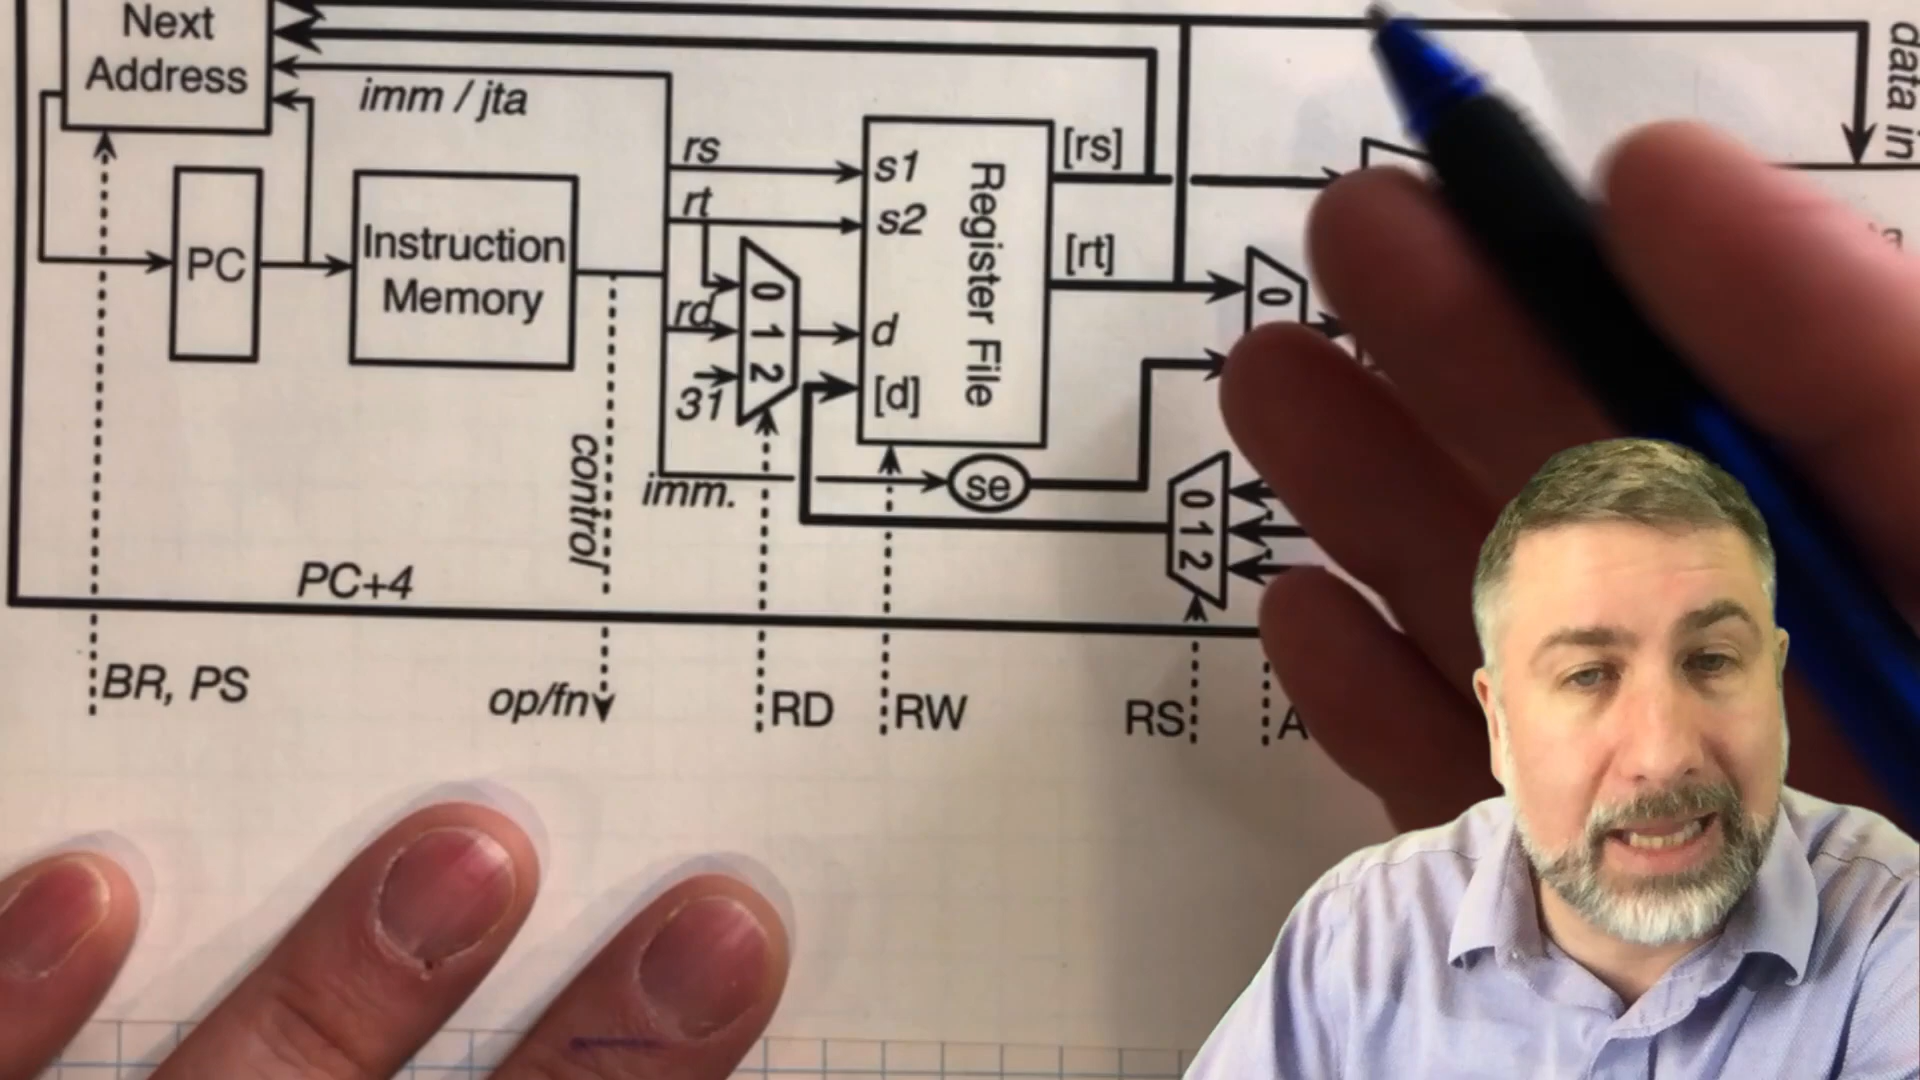 Next
Address
imm / jta
data in
rs
rt
rd
31
imm.
PC
Instruction
Memory
control
0
1
2
s1
s2
d
[d]
Register File
[rs]
[rt]
0
se
0
1
2
PC+4
BR, PS
op/fn
RD
RW
RS
A